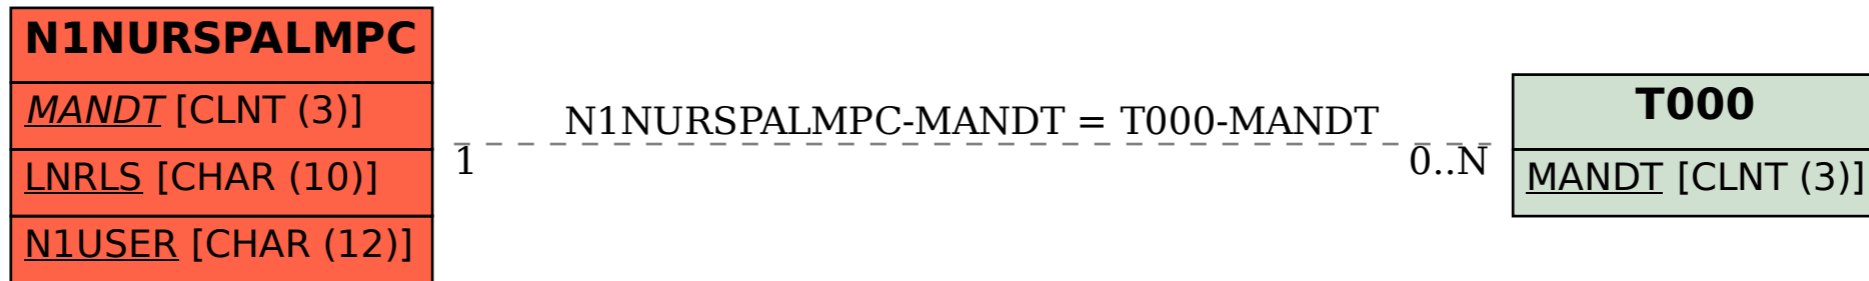 N1NURSPALMPC
MANDT [CLNT (3)]
LNRLS [CHAR (10)]
N1USER [CHAR (12)]
N1NURSPALMPC-MANDT = T000-MANDT
1
0..N
T000
MANDT [CLNT (3)]